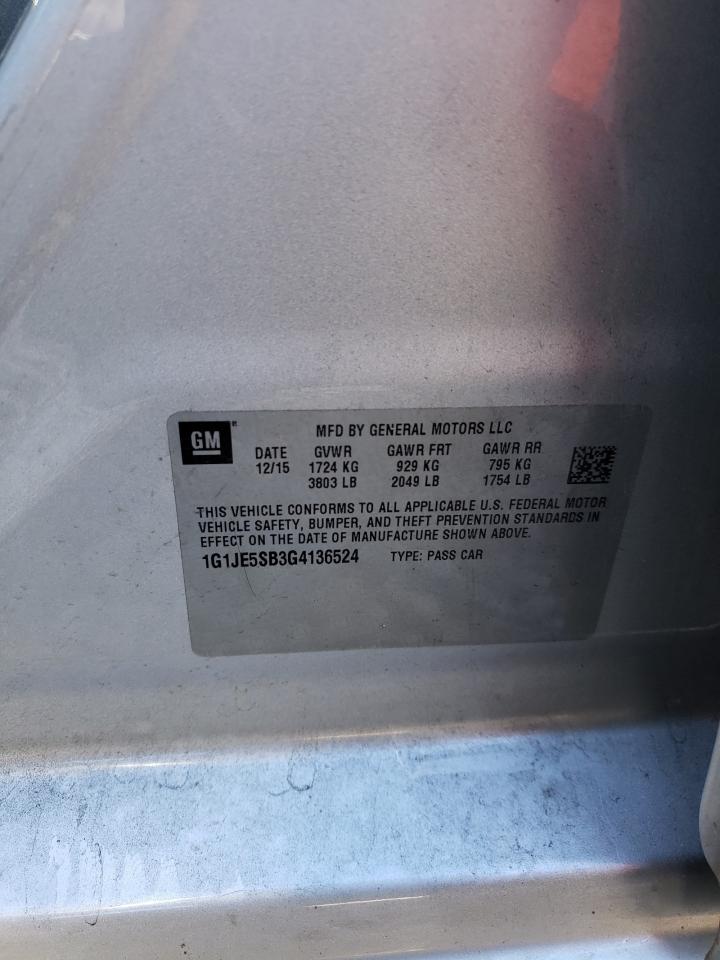 GM
MFD BY GENERAL MOTORS LLC
DATE GVWR GAWR FRT GAWR RR
12/15 1724 KG 929 KG 795 KG
3803 LB 2049 LB 1754 LB
THIS VEHICLE CONFORMS TO ALL APPLICABLE U.S. FEDERAL MOTOR
VEHICLE SAFETY, BUMPER, AND THEFT PREVENTION STANDARDS IN
EFFECT ON THE DATE OF MANUFACTURE SHOWN ABOVE.
1G1JE5SB3G4136524 TYPE: PASS CAR